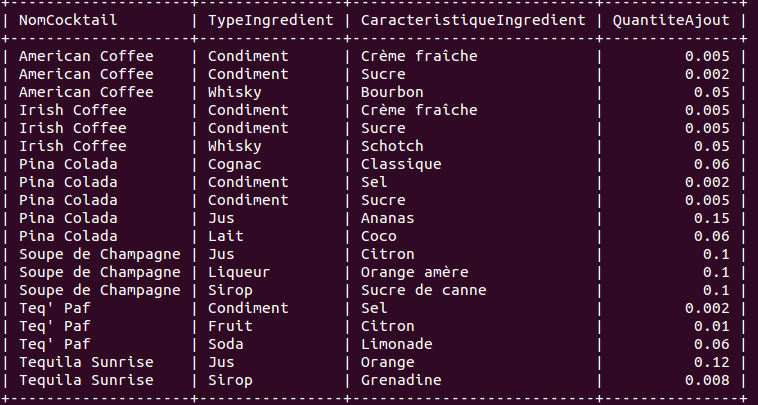 +--------------------+---------------+---------------------------+---------------+
| NomCocktail | TypeIngredient | CaracteristiqueIngredient | QuantiteAjout |
+--------------------+---------------+---------------------------+---------------+
| American Coffee | Condiment | Crème fraîche | 0.005 |
| American Coffee | Condiment | Sucre | 0.002 |
| American Coffee | Whisky | Bourbon | 0.05 |
| Irish Coffee | Condiment | Crème fraîche | 0.005 |
| Irish Coffee | Condiment | Sucre | 0.005 |
| Irish Coffee | Whisky | Schotch | 0.05 |
| Pina Colada | Cognac | Classique | 0.06 |
| Pina Colada | Condiment | Sel | 0.002 |
| Pina Colada | Condiment | Sucre | 0.005 |
| Pina Colada | Jus | Ananas | 0.15 |
| Pina Colada | Lait | Coco | 0.06 |
| Soupe de Champagne | Jus | Citron | 0.1 |
| Soupe de Champagne | Liqueur | Orange amère | 0.1 |
| Soupe de Champagne | Sirop | Sucre de canne | 0.1 |
| Teq' Paf | Condiment | Sel | 0.002 |
| Teq' Paf | Fruit | Citron | 0.01 |
| Teq' Paf | Soda | Limonade | 0.06 |
| Tequila Sunrise | Jus | Orange | 0.12 |
| Tequila Sunrise | Sirop | Grenadine | 0.008 |
+--------------------+---------------+---------------------------+---------------+